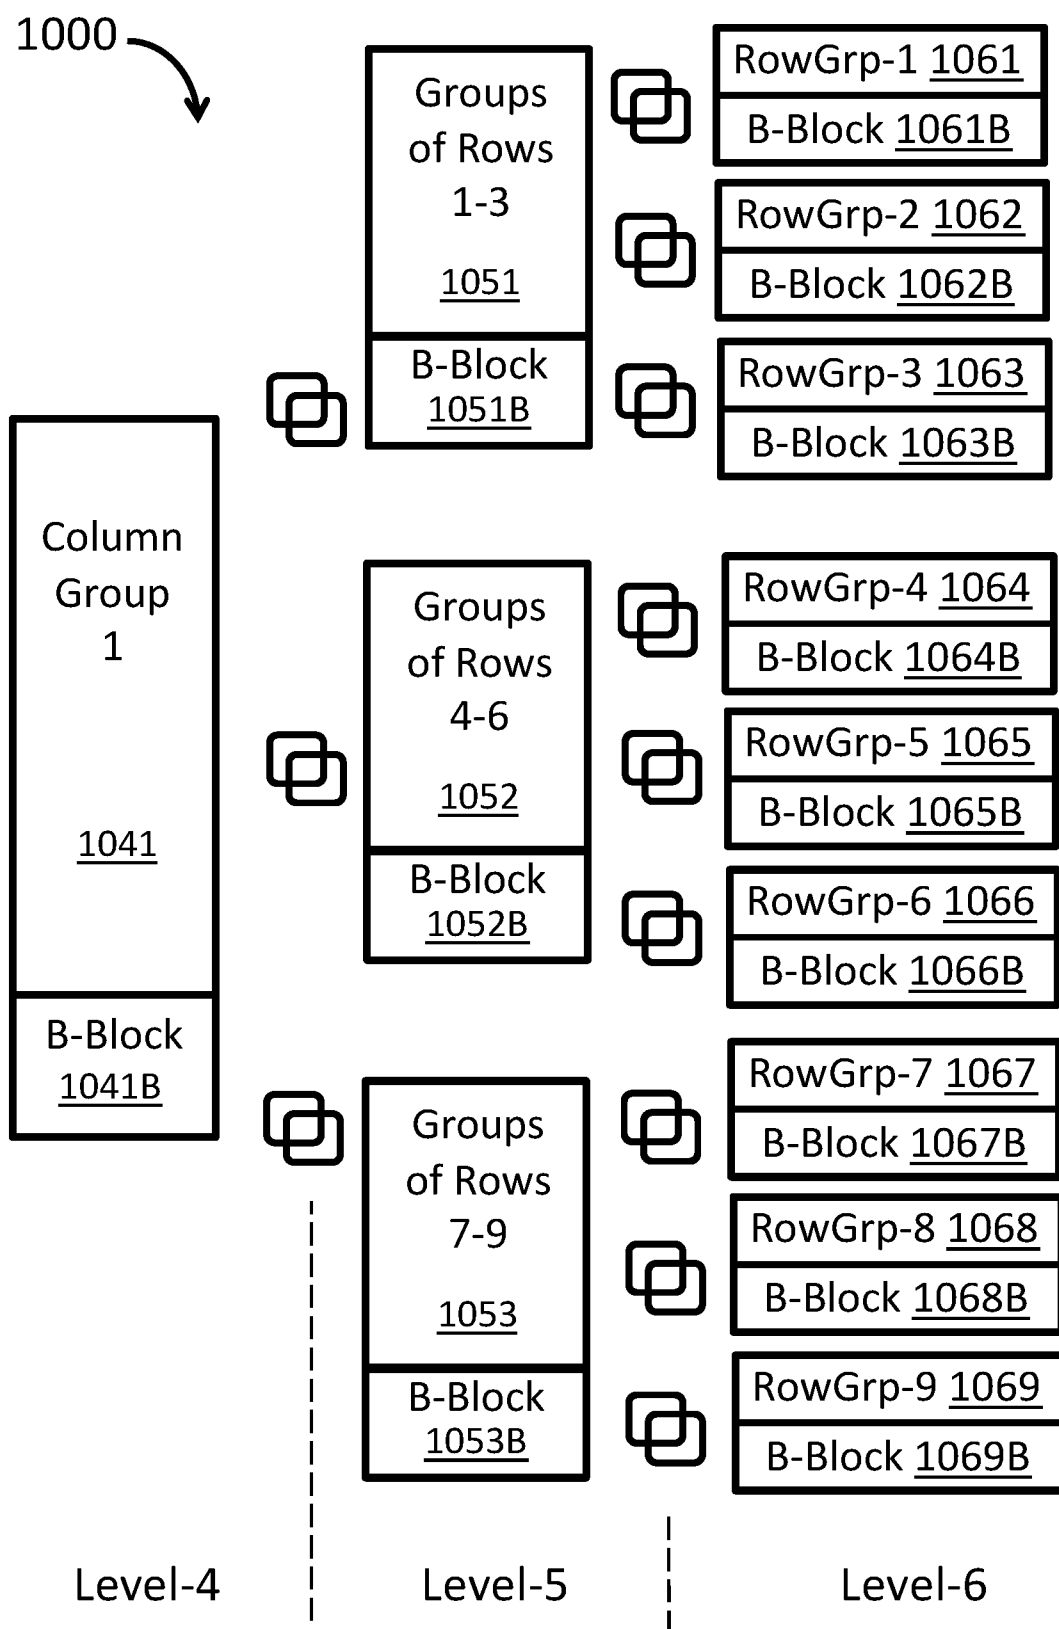 1000
Column
Group
1
1041
B-Block
1041B
Groups
of Rows
1-3
1051
B-Block
1051B
Groups
of Rows
4-6
1052
B-Block
1052B
Groups
of Rows
7-9
1053
B-Block
1053B
RowGrp-1 1061
B-Block 1061B
RowGrp-2 1062
B-Block 1062B
RowGrp-3 1063
B-Block 1063B
RowGrp-4 1064
B-Block 1064B
RowGrp-5 1065
B-Block 1065B
RowGrp-6 1066
B-Block 1066B
RowGrp-7 1067
B-Block 1067B
RowGrp-8 1068
B-Block 1068B
RowGrp-9 1069
B-Block 1069B
Level-4
Level-5
Level-6